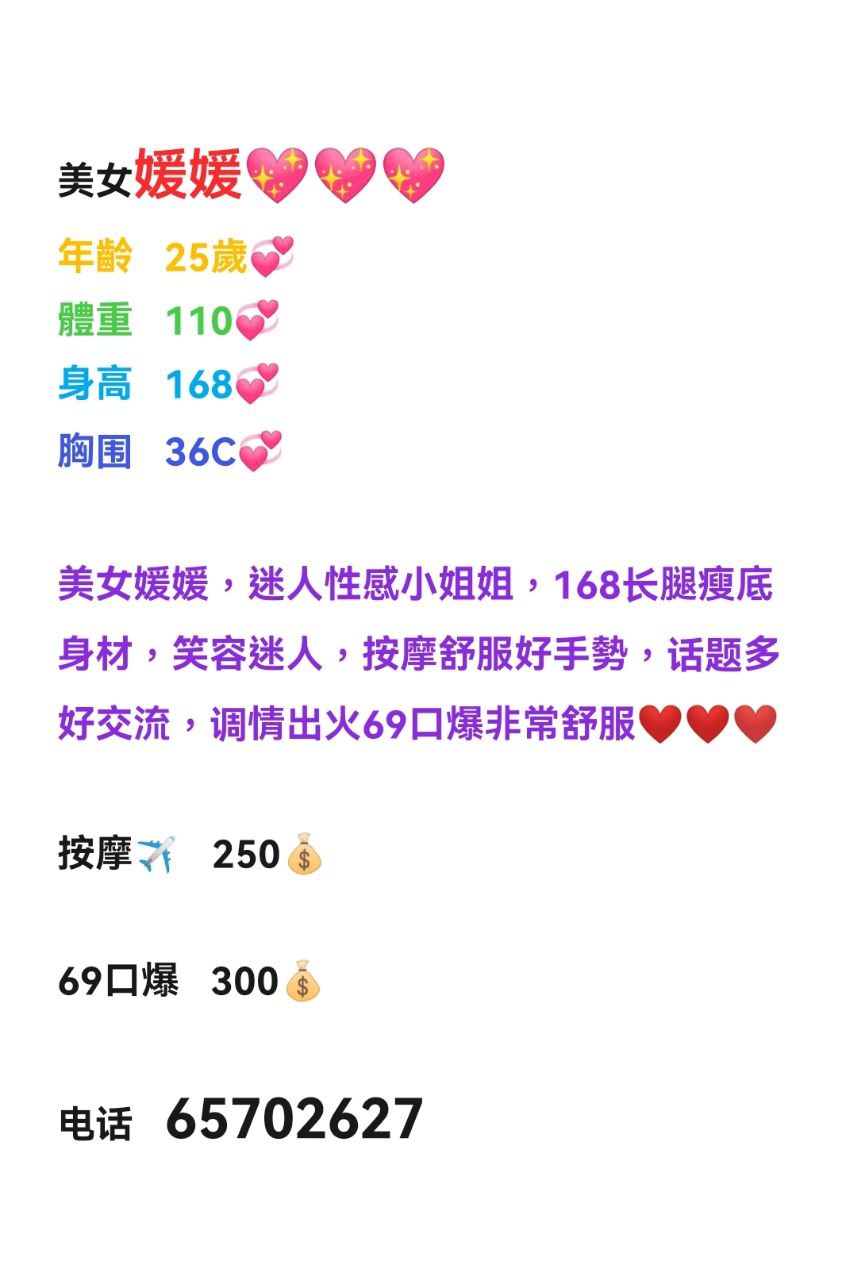 美女媛媛💖💖💖
年齡 25歲💞
體重 110💞
身高 168💞
胸围 36C💞
美女媛媛，迷人性感小姐姐，168长腿瘦底
身材，笑容迷人，按摩舒服好手勢，话题多
好交流，调情出火69口爆非常舒服❤️❤️❤️
按摩✈️ 250💰
69口爆 300💰
电话 65702627